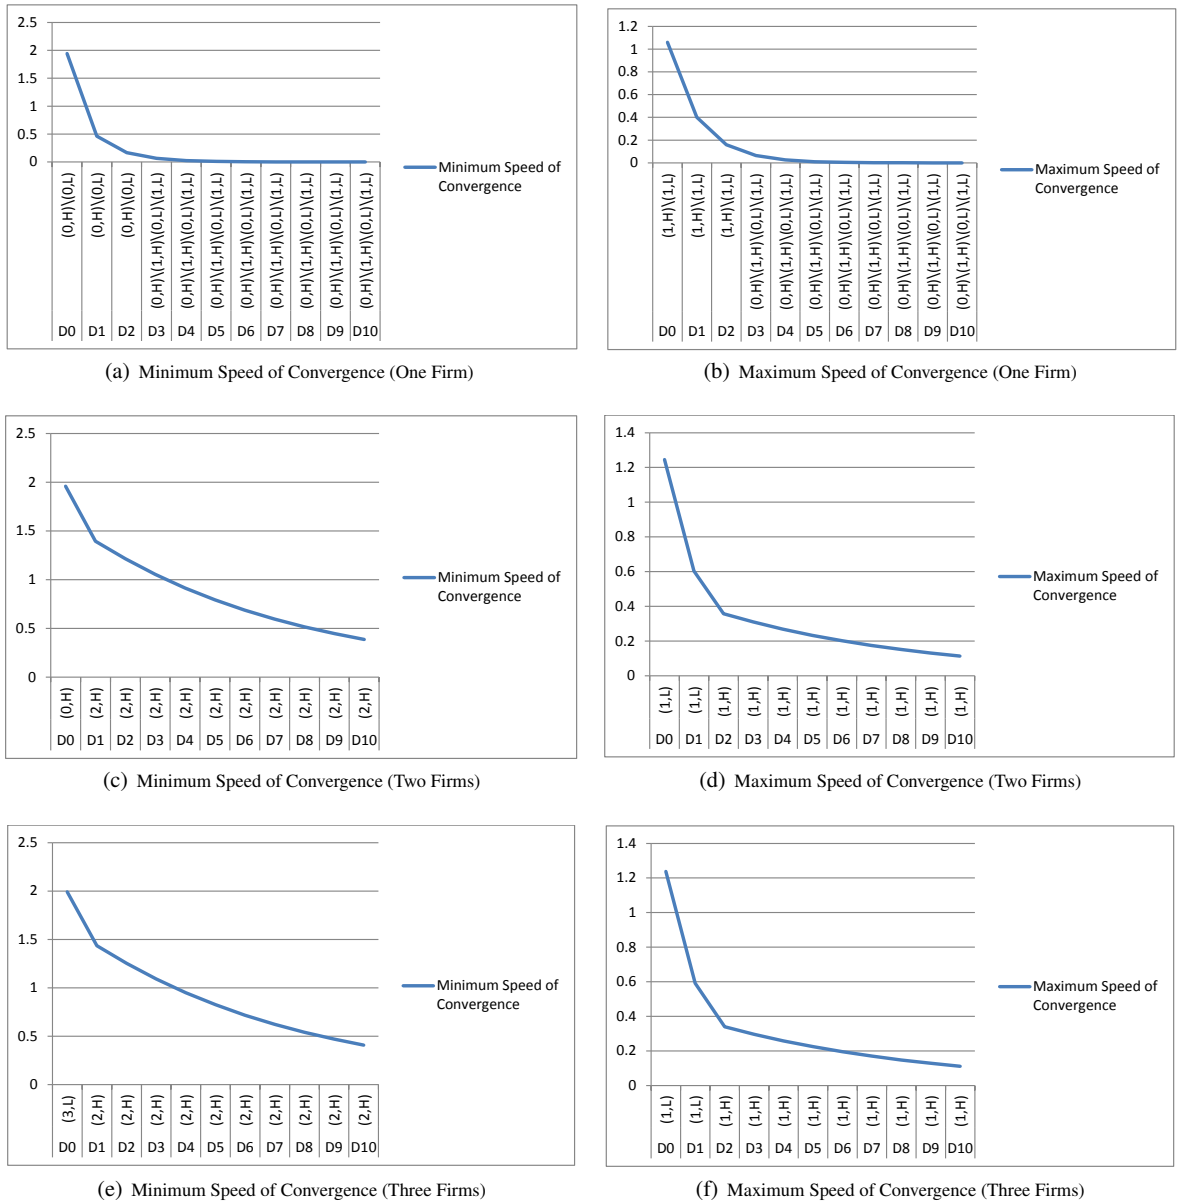 2.5
2
1.5
1
0.5
0
(0,H)\(0,L)
(0,H)\(0,L)
(0,H)\(0,L)
(0,H)\(1,H)\(0,L)\(1,L)
(0,H)\(1,H)\(0,L)\(1,L)
(0,H)\(1,H)\(0,L)\(1,L)
(0,H)\(1,H)\(0,L)\(1,L)
(0,H)\(1,H)\(0,L)\(1,L)
(0,H)\(1,H)\(0,L)\(1,L)
(0,H)\(1,H)\(0,L)\(1,L)
(0,H)\(1,H)\(0,L)\(1,L)
D0 D1 D2 D3 D4 D5 D6 D7 D8 D9 D10
Minimum Speed of
Convergence
(a) Minimum Speed of Convergence (One Firm)
1.2
1
0.8
0.6
0.4
0.2
0
(1,H)\(1,L)
(1,H)\(1,L)
(1,H)\(1,L)
(0,H)\(1,H)\(0,L)\(1,L)
(0,H)\(1,H)\(0,L)\(1,L)
(0,H)\(1,H)\(0,L)\(1,L)
(0,H)\(1,H)\(0,L)\(1,L)
(0,H)\(1,H)\(0,L)\(1,L)
(0,H)\(1,H)\(0,L)\(1,L)
(0,H)\(1,H)\(0,L)\(1,L)
(0,H)\(1,H)\(0,L)\(1,L)
D0 D1 D2 D3 D4 D5 D6 D7 D8 D9 D10
Maximum Speed of
Convergence
(b) Maximum Speed of Convergence (One Firm)
2.5
2
1.5
1
0.5
0
(0,H) (2,H) (2,H) (2,H) (2,H) (2,H) (2,H) (2,H) (2,H) (2,H) (2,H)
D0 D1 D2 D3 D4 D5 D6 D7 D8 D9 D10
Minimum Speed of
Convergence
(c) Minimum Speed of Convergence (Two Firms)
1.4
1.2
1
0.8
0.6
0.4
0.2
0
(1,L) (1,L) (1,H) (1,H) (1,H) (1,H) (1,H) (1,H) (1,H) (1,H) (1,H)
D0 D1 D2 D3 D4 D5 D6 D7 D8 D9 D10
Maximum Speed of
Convergence
(d) Maximum Speed of Convergence (Two Firms)
2.5
2
1.5
1
0.5
0
(3,L) (2,H) (2,H) (2,H) (2,H) (2,H) (2,H) (2,H) (2,H) (2,H) (2,H)
D0 D1 D2 D3 D4 D5 D6 D7 D8 D9 D10
Minimum Speed of
Convergence
(e) Minimum Speed of Convergence (Three Firms)
1.4
1.2
1
0.8
0.6
0.4
0.2
0
(1,L) (1,L) (1,H) (1,H) (1,H) (1,H) (1,H) (1,H) (1,H) (1,H) (1,H)
D0 D1 D2 D3 D4 D5 D6 D7 D8 D9 D10
Maximum Speed of
Convergence
(f) Maximum Speed of Convergence (Three Firms)